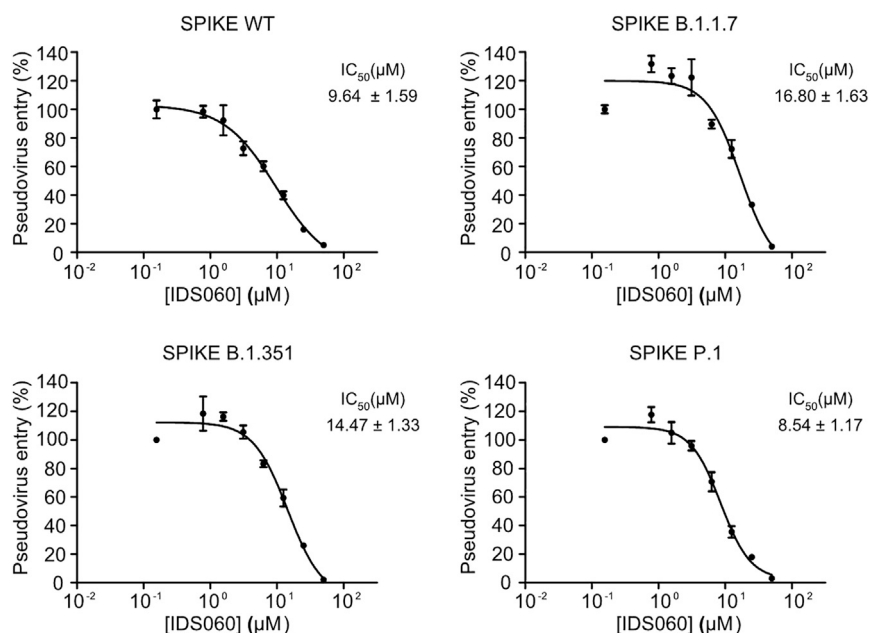 SPIKE WT
140
120
100
80
60
40
20
0
Pseudovirus entry (%)
IC50(µM)
9.64 ± 1.59
10-2 10-1 100 101 102
[IDS060] (µM)
SPIKE B.1.1.7
140
120
100
80
60
40
20
0
Pseudovirus entry (%)
IC50(µM)
16.80 ± 1.63
10-2 10-1 100 101 102
[IDS060] (µM)
SPIKE B.1.351
140
120
100
80
60
40
20
0
Pseudovirus entry (%)
IC50(µM)
14.47 ± 1.33
10-2 10-1 100 101 102
[IDS060] (µM)
SPIKE P.1
140
120
100
80
60
40
20
0
Pseudovirus entry (%)
IC50(µM)
8.54 ± 1.17
10-2 10-1 100 101 102
[IDS060] (µM)